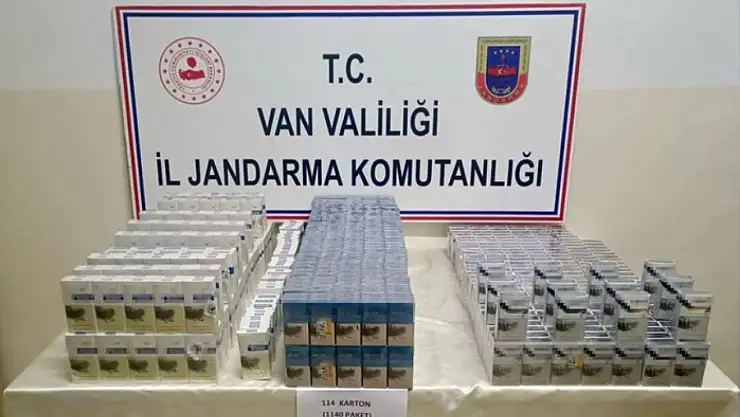 T.C.
VAN VALİLİĞİ
İL JANDARMA KOMUTANLIĞI
114 KARTON
(1140 PAKET)